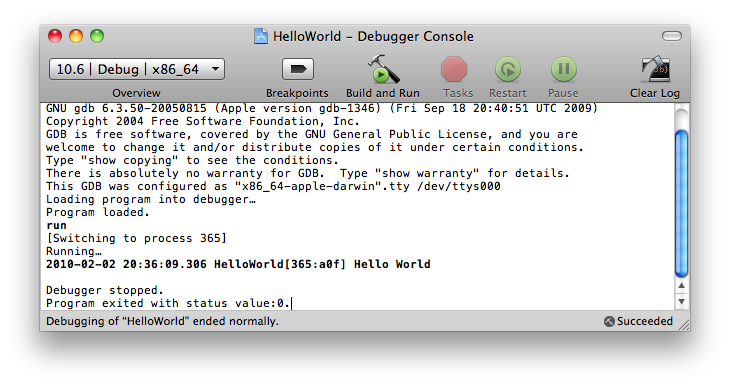 HelloWorld – Debugger Console
10.6 | Debug | x86_64
Overview
Breakpoints
Build and Run
Tasks
Restart
Pause
Clear Log
GNU gdb 6.3.50-20050815 (Apple version gdb-1346) (Fri Sep 18 20:40:51 UTC 2009)
Copyright 2004 Free Software Foundation, Inc.
GDB is free software, covered by the GNU General Public License, and you are
welcome to change it and/or distribute copies of it under certain conditions.
Type "show copying" to see the conditions.
There is absolutely no warranty for GDB.  Type "show warranty" for details.
This GDB was configured as "x86_64-apple-darwin".tty /dev/ttys000
Loading program into debugger…
Program loaded.
run
[Switching to process 365]
Running…
2010-02-02 20:36:09.306 HelloWorld[365:a0f] Hello World
Debugger stopped.
Program exited with status value:0.
Debugging of “HelloWorld” ended normally.
Succeeded